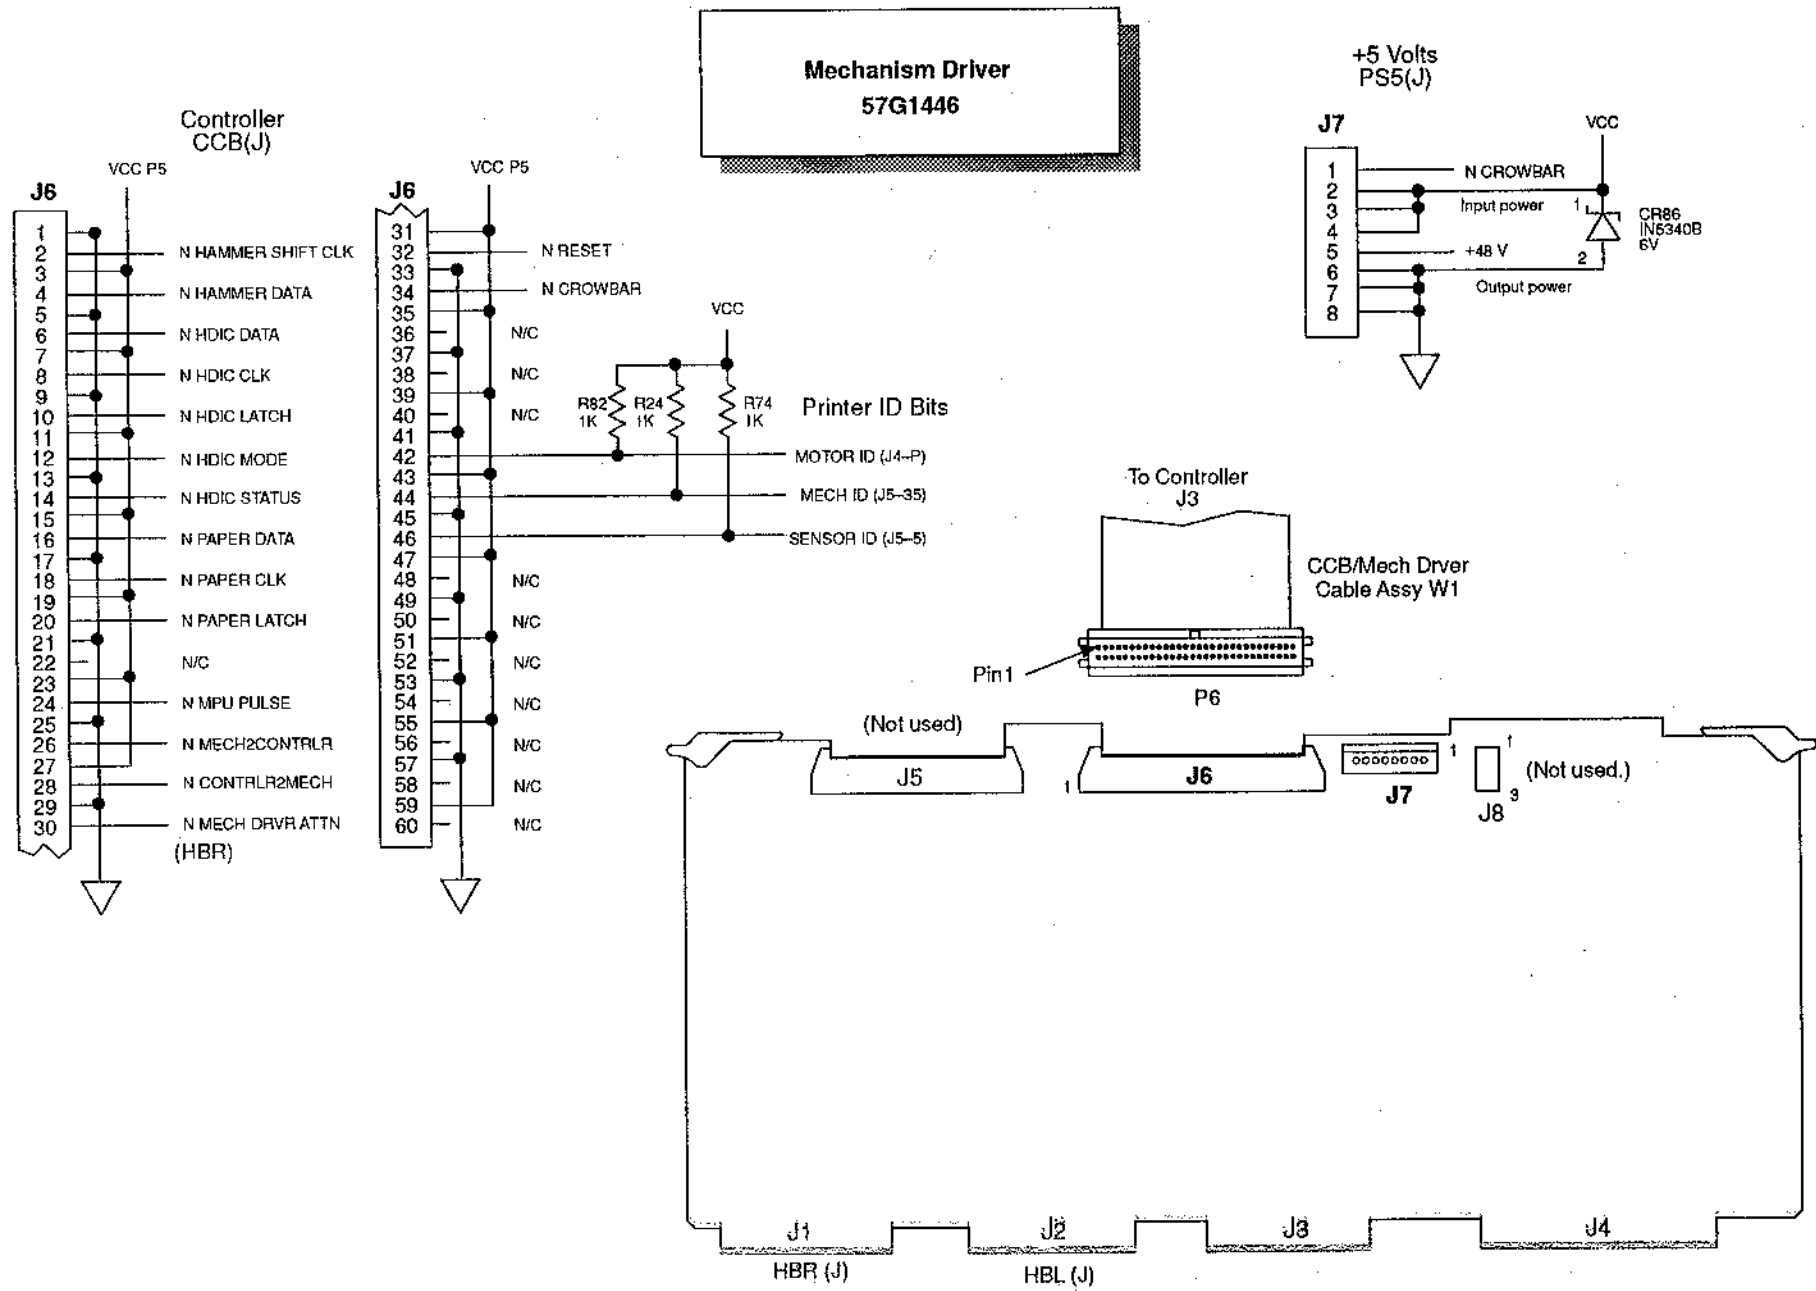 Mechanism Driver
57G1446
Controller
CCB(J)
VCC P5
J6
1
2 N HAMMER SHIFT CLK
3
4 N HAMMER DATA
5
6 N HDIC DATA
7
8 N HDIC CLK
9
10 N HDIC LATCH
11
12 N HDIC MODE
13
14 N HDIC STATUS
15
16 N PAPER DATA
17
18 N PAPER CLK
19
20 N PAPER LATCH
21
22 N/C
23
24 N MPU PULSE
25
26 N MECH2CONTRLR
27
28 N CONTRLR2MECH
29
30 N MECH DRVR ATTN
(HBR)
VCC P5
J6
31
32 N RESET
33
34 N CROWBAR
35
36 N/C
37
38 N/C
39
40 N/C
41
42 MOTOR ID (J4-P)
43
44 MECH ID (J5-35)
45
46 SENSOR ID (J5-5)
47
48 N/C
49
50 N/C
51
52 N/C
53
54 N/C
55
56 N/C
57
58 N/C
59
60 N/C
VCC
R82
1K
R24
1K
R74
1K
Printer ID Bits
+5 Volts
PS5(J)
J7
VCC
1 N CROWBAR
2
3 Input power
4
5 +48 V
6
7 Output power
8
1
2
CR86
IN5340B
6V
To Controller
J3
CCB/Mech Drver
Cable Assy W1
Pin1
P6
(Not used)
J5
1
J6
1
J7
1
3
J8
(Not used.)
J1
J2
J3
J4
HBR (J)
HBL (J)